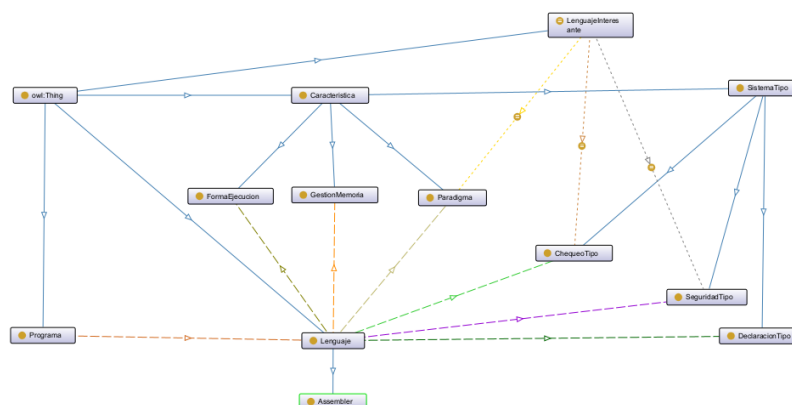 LenguajeInteres
ante
owl:Thing
Caracteristica
SistemaTipo
FormaEjecucion
GestionMemoria
Paradigma
ChequeoTipo
SeguridadTipo
Programa
Lenguaje
DeclaracionTipo
Assembler